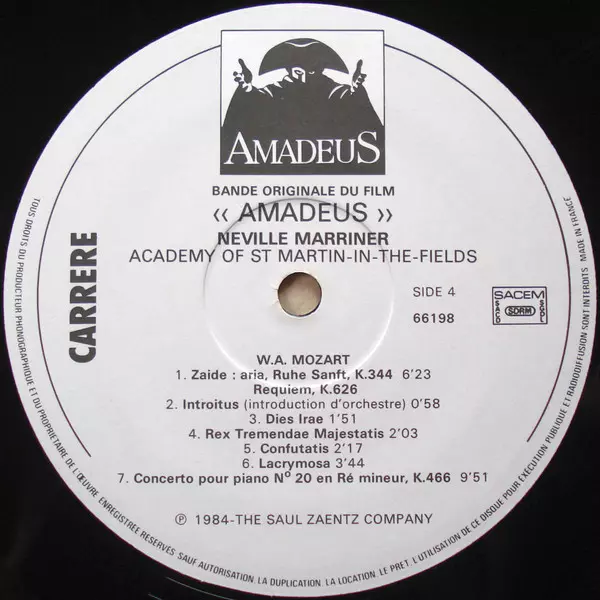 AMADEUS
BANDE ORIGINALE DU FILM
‹‹ AMADEUS ››
NEVILLE MARRINER
ACADEMY OF ST MARTIN-IN-THE-FIELDS
CARRERE
SIDE 4
66198
SACEM
SACD SDRM SGDL
W.A. MOZART
1. Zaide : aria, Ruhe Sanft, K.344 6'23
Requiem, K.626
2. Introitus (introduction d'orchestre) 0'58
3. Dies Irae 1'51
4. Rex Tremendae Majestatis 2'03
5. Confutatis 2'17
6. Lacrymosa 3'44
7. Concerto pour piano Nº 20 en Ré mineur, K.466 9'51
℗ 1984-THE SAUL ZAENTZ COMPANY
TOUS DROITS DU PRODUCTEUR PHONOGRAPHIQUE ET DU PROPRIETAIRE DE L'ŒUVRE ENREGISTREE RESERVES. SAUF AUTORISATION. LA DUPLICATION. LA LOCATION. LE PRET. L'UTILISATION DE CE DISQUE POUR EXECUTION PUBLIQUE ET RADIODIFFUSION SONT INTERDITS. MADE IN FRANCE